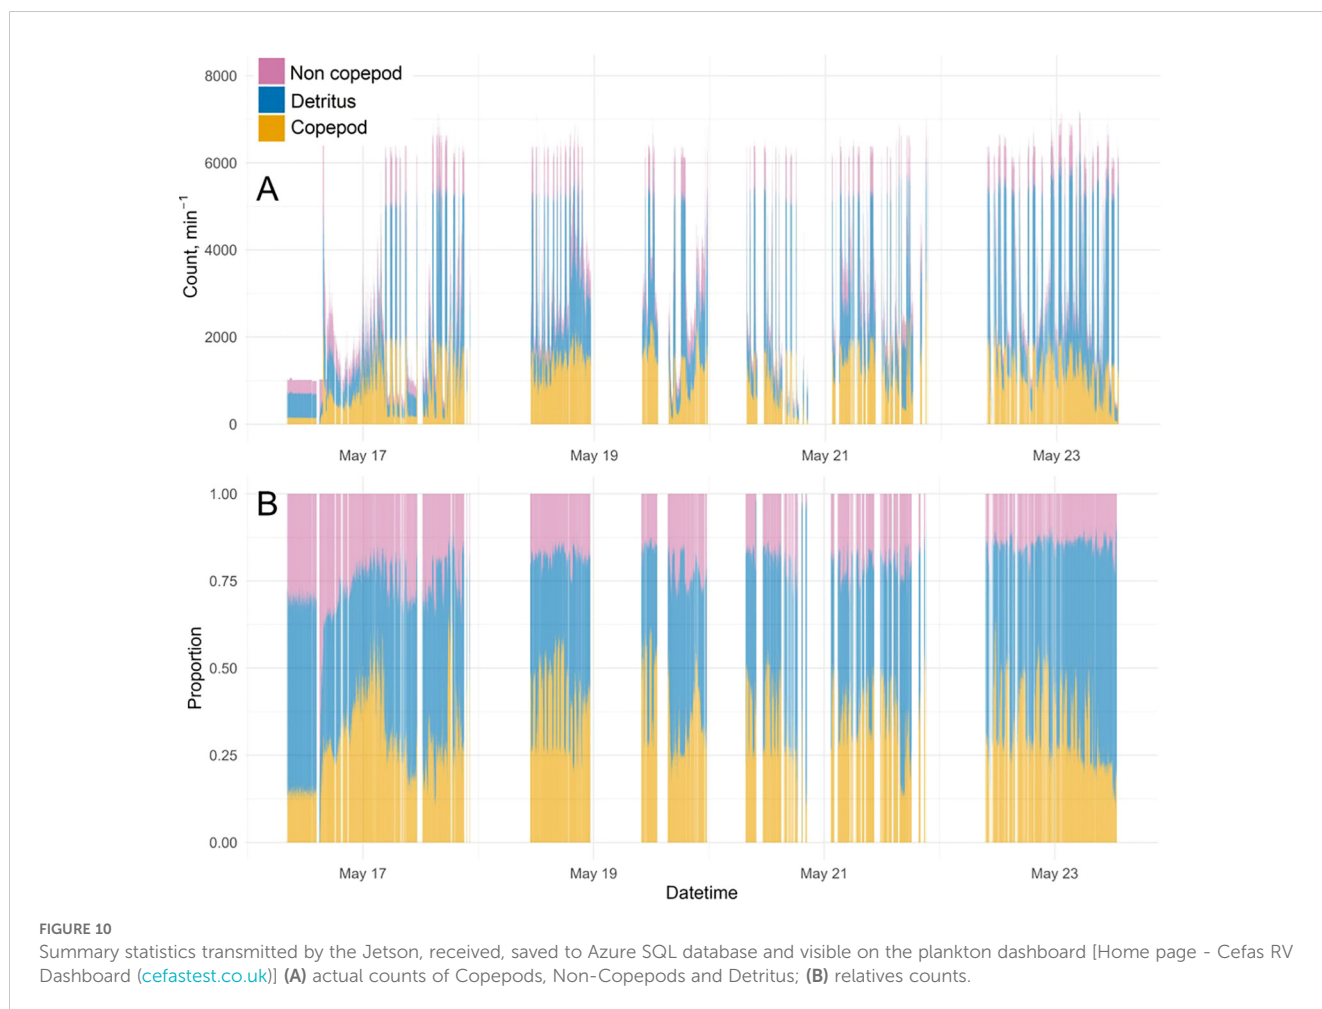 Non copepod
Detritus
Copepod
A
8000
6000
4000
2000
0
Count, min⁻¹
May 17 May 19 May 21 May 23
B
1.00
0.75
0.50
0.25
0.00
Proportion
May 17 May 19 May 21 May 23
Datetime
FIGURE 10
Summary statistics transmitted by the Jetson, received, saved to Azure SQL database and visible on the plankton dashboard [Home page - Cefas RV
Dashboard (cefastest.co.uk)] (A) actual counts of Copepods, Non-Copepods and Detritus; (B) relatives counts.